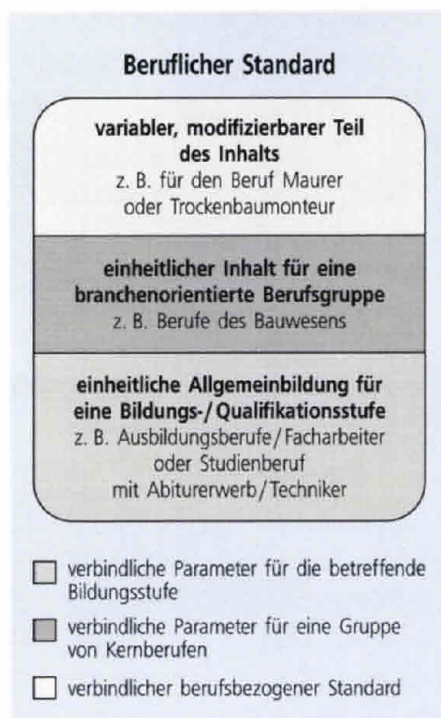 Beruflicher Standard
variabler, modifizierbarer Teil
des Inhalts
z. B. für den Beruf Maurer
oder Trockenbaumonteur
einheitlicher Inhalt für eine
branchenorientierte Berufsgruppe
z. B. Berufe des Bauwesens
einheitliche Allgemeinbildung für
eine Bildungs-/Qualifikationsstufe
z. B. Ausbildungsberufe/Facharbeiter
oder Studienberuf
mit Abiturerwerb/Techniker
verbindliche Parameter für die betreffende
Bildungsstufe
verbindliche Parameter für eine Gruppe
von Kernberufen
verbindlicher berufsbezogener Standard